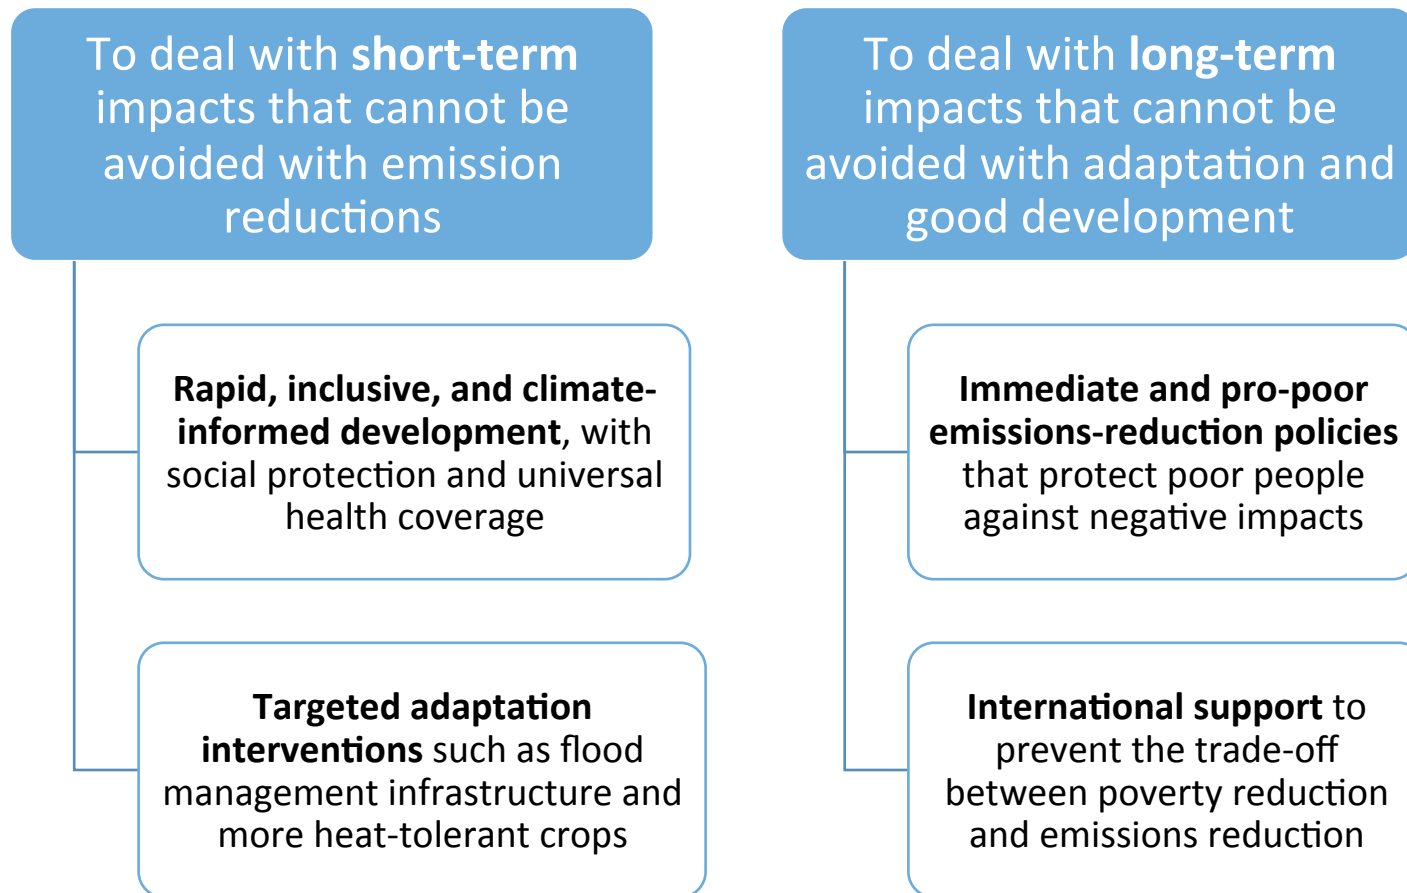 To deal with short-term
impacts that cannot be
avoided with emission
reductions
Rapid, inclusive, and climate-
informed development, with
social protection and universal
health coverage
Targeted adaptation
interventions such as flood
management infrastructure and
more heat-tolerant crops
To deal with long-term
impacts that cannot be
avoided with adaptation and
good development
Immediate and pro-poor
emissions-reduction policies
that protect poor people
against negative impacts
International support to
prevent the trade-off
between poverty reduction
and emissions reduction